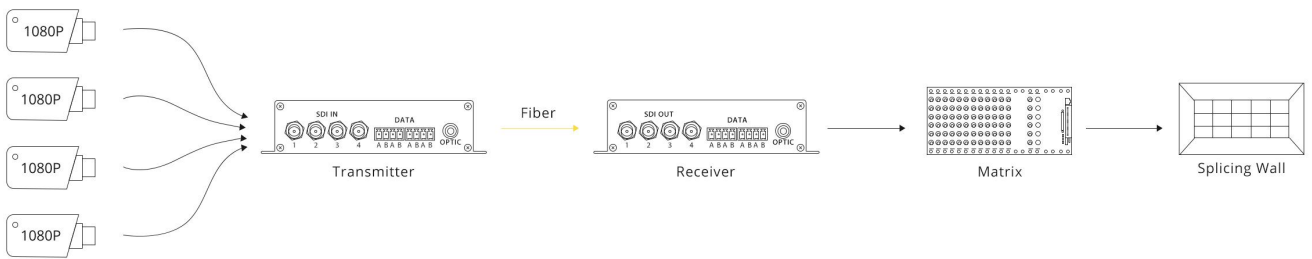 1080P
1080P
1080P
1080P
SDI IN
DATA
1 2 3 4 A B A B A B A B OPTIC
Transmitter
Fiber
SDI OUT
DATA
1 2 3 4 A B A B A B A B OPTIC
Receiver
Matrix
Splicing Wall